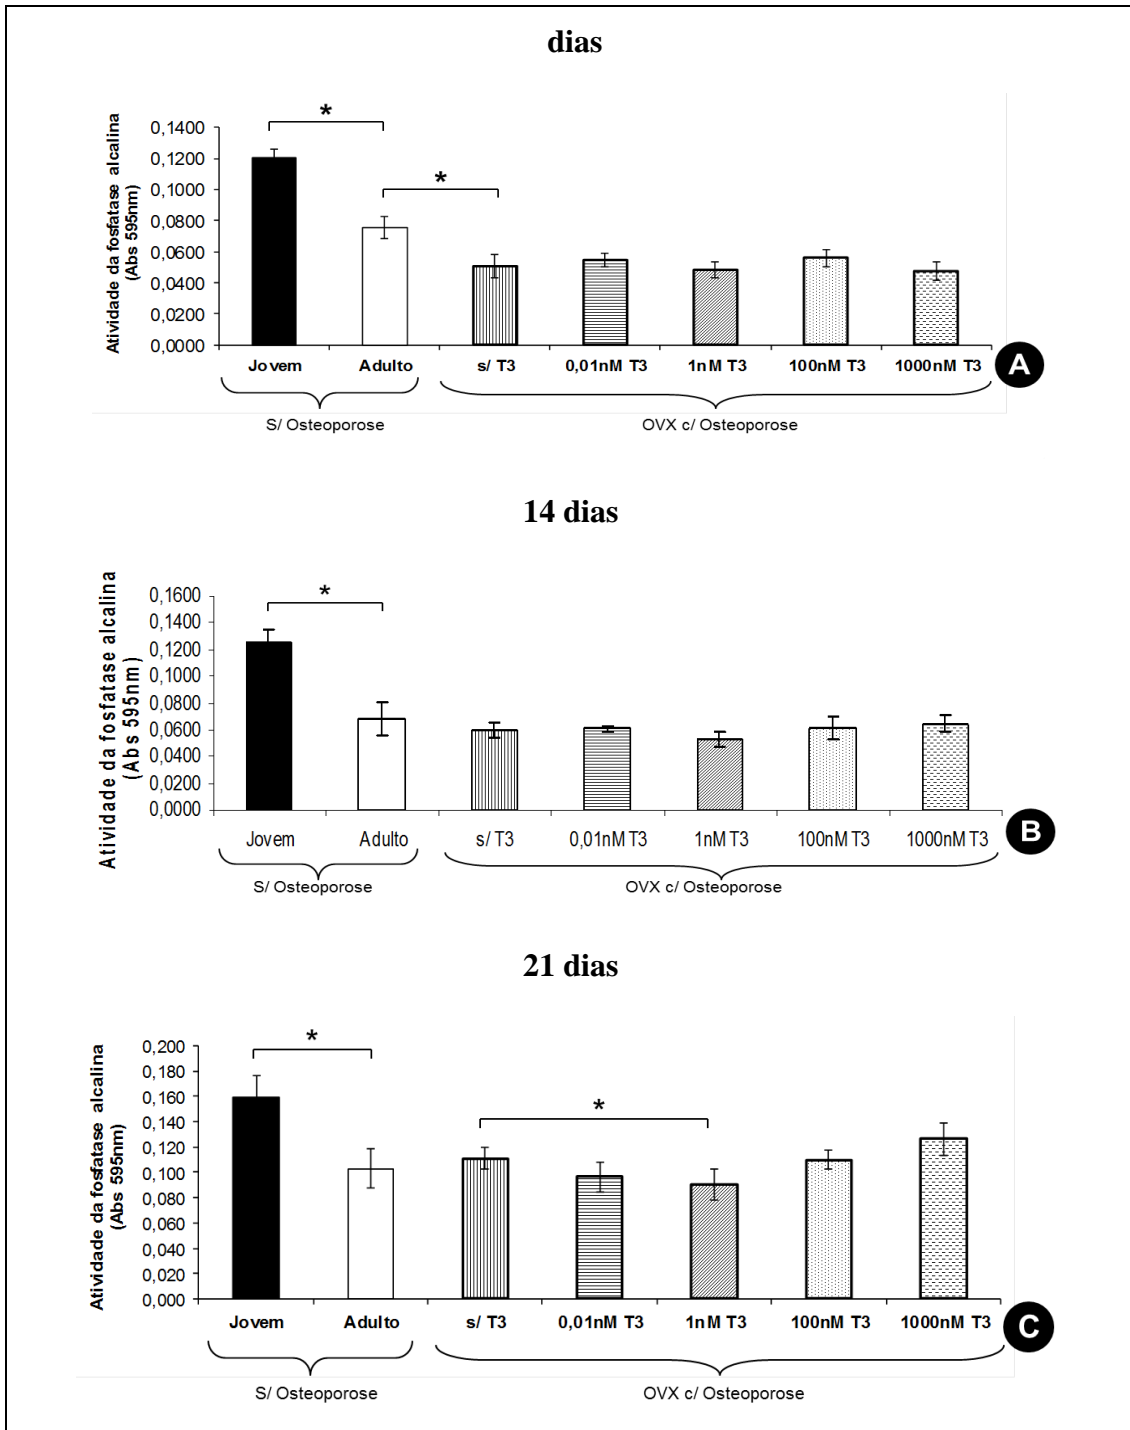 dias
Atividade da fosfatase alcalina
(Abs 595nm)
0,1400
0,1200
0,1000
0,0800
0,0600
0,0400
0,0200
0,0000
*
*
Jovem Adulto s/ T3 0,01nM T3 1nM T3 100nM T3 1000nM T3
A
S/ Osteoporose OVX c/ Osteoporose
14 dias
Atividade da fosfatase alcalina
(Abs 595nm)
0,1600
0,1400
0,1200
0,1000
0,0800
0,0600
0,0400
0,0200
0,0000
*
Jovem Adulto s/ T3 0,01nM T3 1nM T3 100nM T3 1000nM T3
B
S/ Osteoporose OVX c/ Osteoporose
21 dias
Atividade da fosfatase alcalina
(Abs 595nm)
0,200
0,180
0,160
0,140
0,120
0,100
0,080
0,060
0,040
0,020
0,000
*
*
Jovem Adulto s/ T3 0,01nM T3 1nM T3 100nM T3 1000nM T3
C
S/ Osteoporose OVX c/ Osteoporose